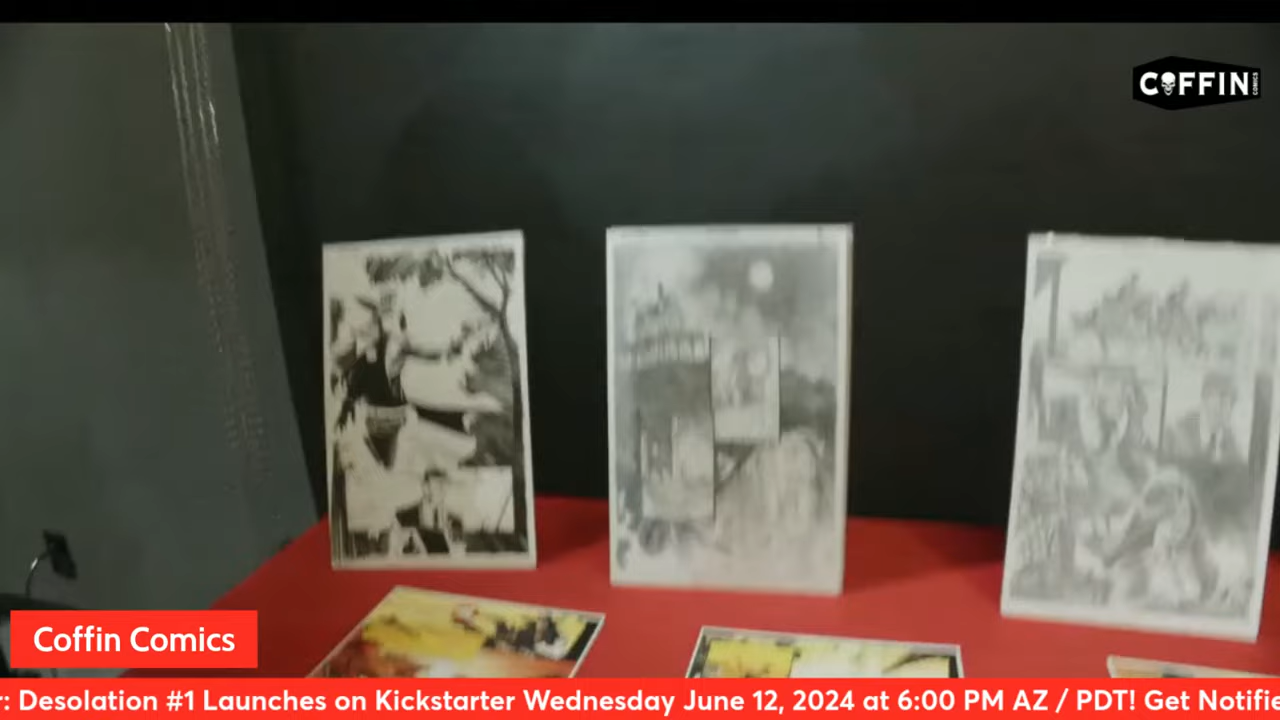 COFFIN
COMICS
Coffin Comics
r: Desolation #1 Launches on Kickstarter Wednesday June 12, 2024 at 6:00 PM AZ / PDT! Get Notifie